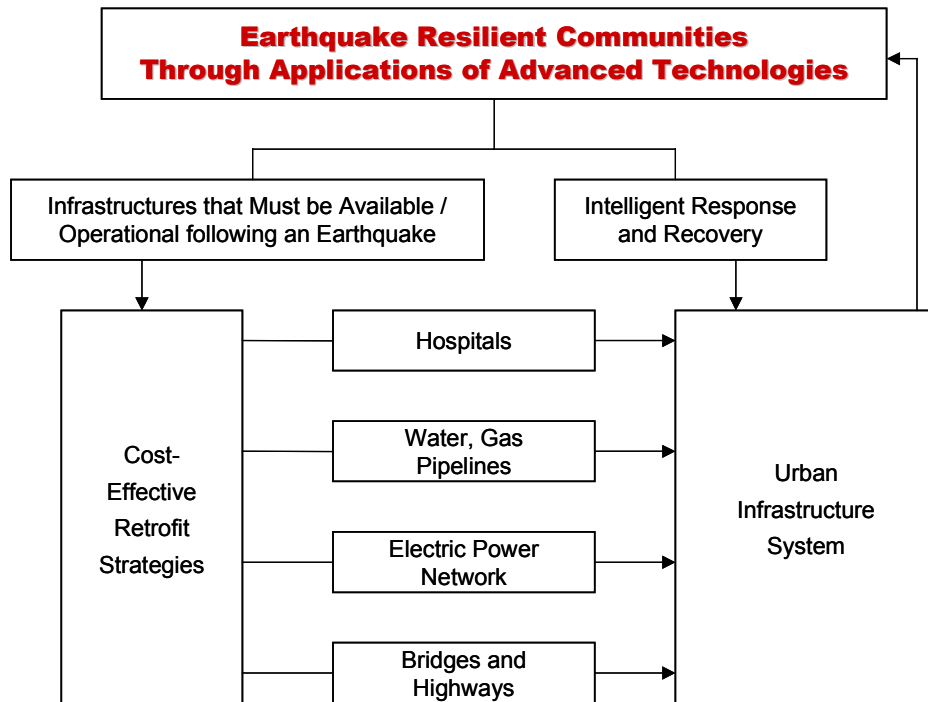 Earthquake Resilient Communities
Through Applications of Advanced Technologies
Infrastructures that Must be Available /
Operational following an Earthquake
Intelligent Response
and Recovery
Hospitals
Water, Gas
Pipelines
Cost-
Effective
Retrofit
Strategies
Urban
Infrastructure
System
Electric Power
Network
Bridges and
Highways